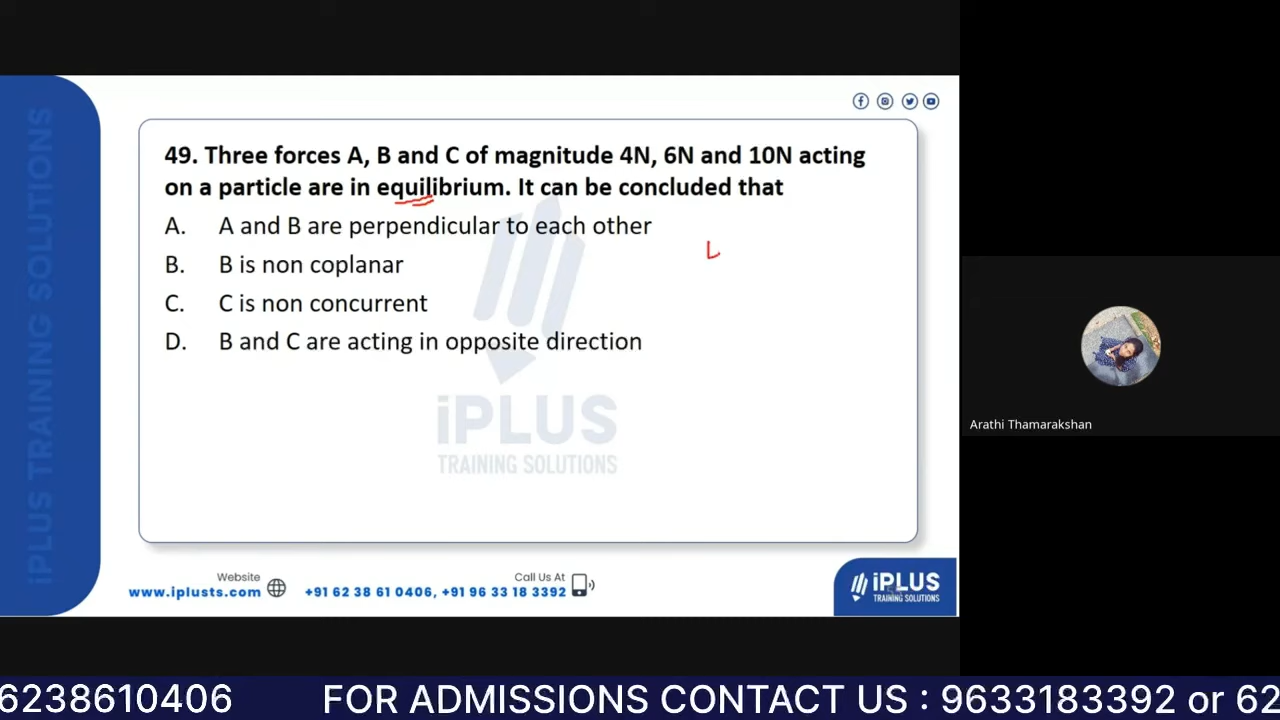 iPLUS TRAINING SOLUTIONS
49. Three forces A, B and C of magnitude 4N, 6N and 10N acting
on a particle are in equilibrium. It can be concluded that
A. A and B are perpendicular to each other
B. B is non coplanar
C. C is non concurrent
D. B and C are acting in opposite direction
iPLUS
TRAINING SOLUTIONS
Arathi Thamarakshan
Website
www.iplusts.com
Call Us At
+91 62 38 61 0406, +91 96 33 18 3392
iPLUS
TRAINING SOLUTIONS
6238610406 FOR ADMISSIONS CONTACT US : 9633183392 or 62